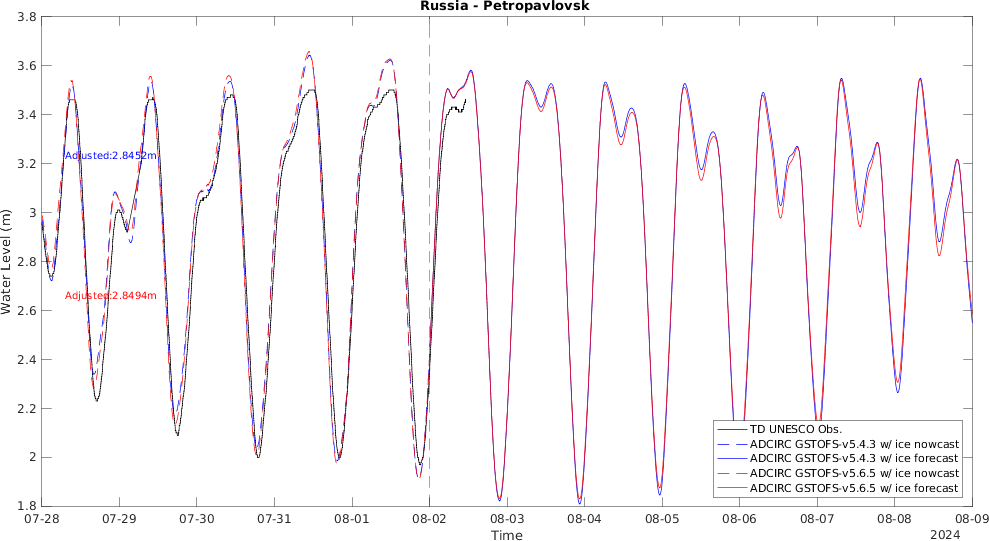 Russia - Petropavlovsk
Water Level (m)
3.8
3.6
3.4
3.2
3
2.8
2.6
2.4
2.2
2
1.8
Adjusted:2.8452m
Adjusted:2.8494m
TD UNESCO Obs.
ADCIRC GSTOFS-v5.4.3 w/ ice nowcast
ADCIRC GSTOFS-v5.4.3 w/ ice forecast
ADCIRC GSTOFS-v5.6.5 w/ ice nowcast
ADCIRC GSTOFS-v5.6.5 w/ ice forecast
07-28 07-29 07-30 07-31 08-01 08-02 08-03 08-04 08-05 08-06 08-07 08-08 08-09
Time
2024